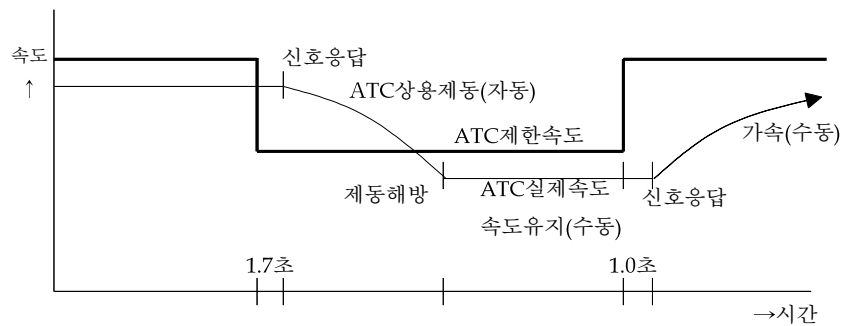 신호응답
속도
↑
ATC상용제동(자동)
ATC제한속도
가속(수동)
제동해방
ATC실제속도
신호응답
속도유지(수동)
1.7초
1.0초
→시간